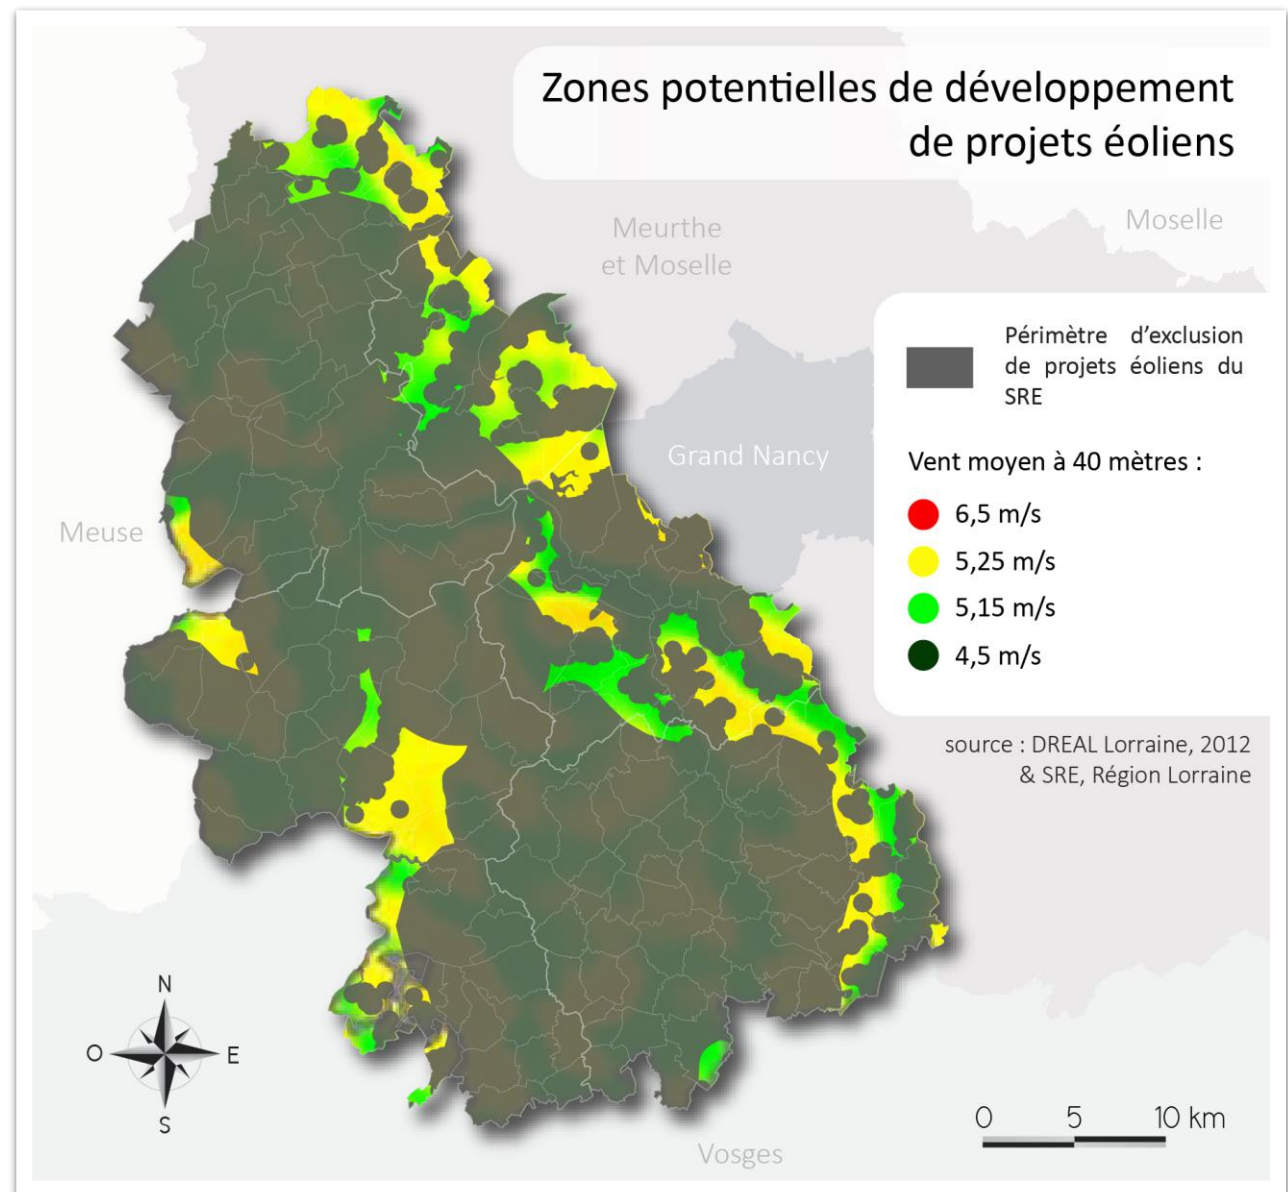 Zones potentielles de développement
de projets éoliens
Meurthe
et Moselle
Moselle
Périmètre d'exclusion
de projets éoliens du
SRE
Grand Nancy
Vent moyen à 40 mètres :
6,5 m/s
Meuse
5,25 m/s
5,15 m/s
4,5 m/s
source : DREAL Lorraine, 2012
& SRE, Région Lorraine
N
O
E
S
0 5 10 km
Vosges